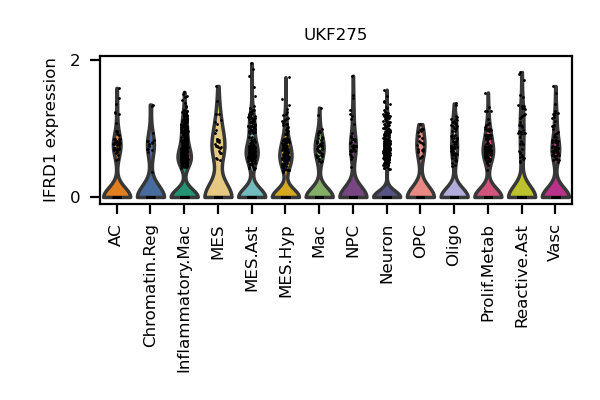 UKF275
IFRD1 expression
2
0
AC
Chromatin.Reg
Inflammatory.Mac
MES
MES.Ast
MES.Hyp
Mac
NPC
Neuron
OPC
Oligo
Prolif.Metab
Reactive.Ast
Vasc